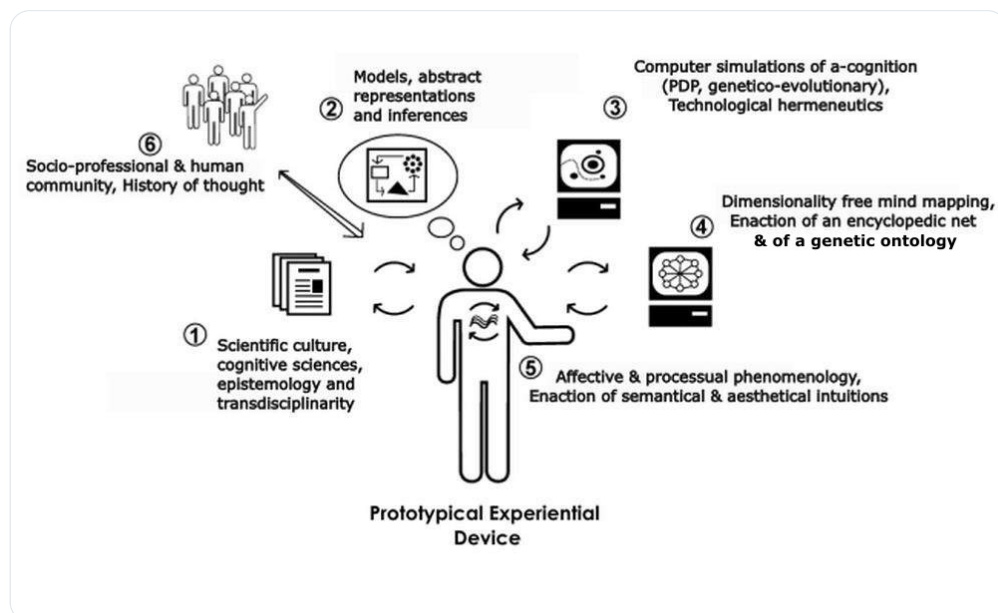 Models, abstract
representations
and inferences
②
Computer simulations of a-cognition
(PDP, genetico-evolutionary),
Technological hermeneutics
③
⑥
Socio-professional & human
community, History of thought
Dimensionality free mind mapping,
Enaction of an encyclopedic net
& of a genetic ontology
④
①
Scientific culture,
cognitive sciences,
epistemology and
transdisciplinarity
⑤
Affective & processual phenomenology,
Enaction of semantical & aesthetical intuitions
Prototypical Experiential
Device